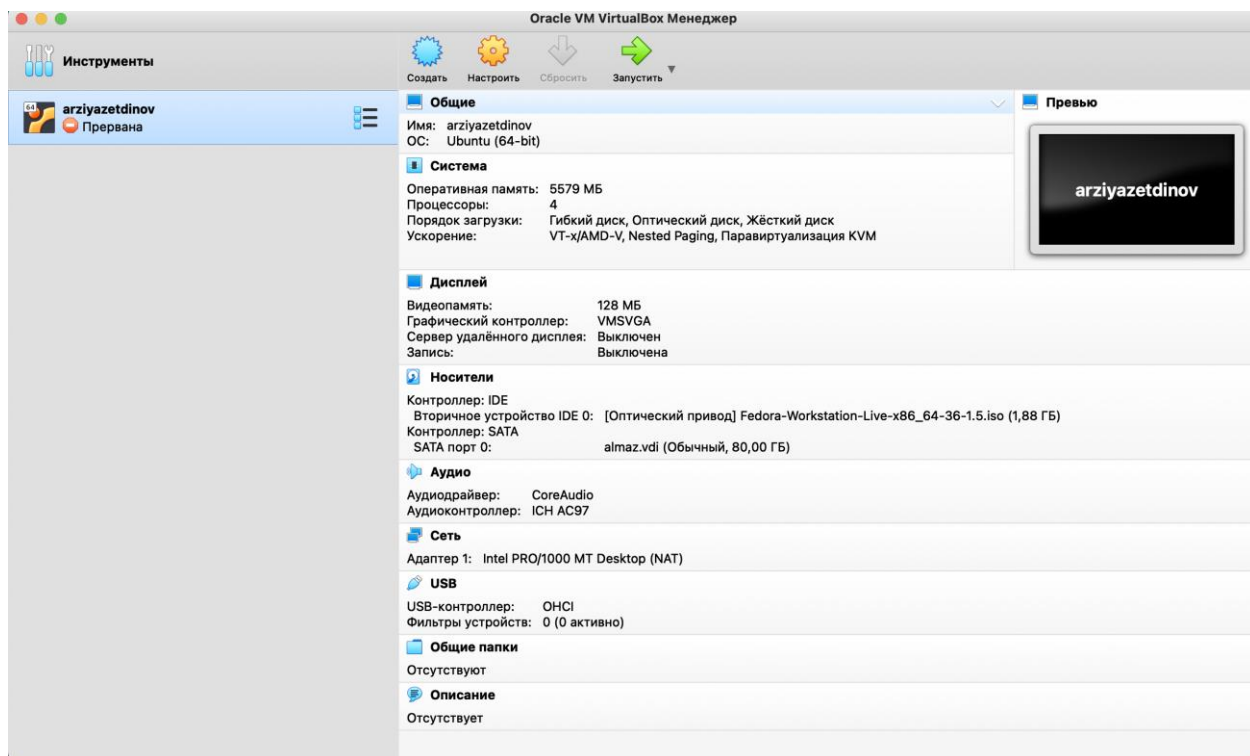 Oracle VM VirtualBox Менеджер
Инструменты
Создать
Настроить
Сбросить
Запустить
64
arziyazetdinov
Прервана
Общие
Имя: arziyazetdinov
ОС: Ubuntu (64-bit)
Превью
arziyazetdinov
Система
Оперативная память: 5579 МБ
Процессоры: 4
Порядок загрузки: Гибкий диск, Оптический диск, Жёсткий диск
Ускорение: VT-x/AMD-V, Nested Paging, Паравиртуализация KVM
Дисплей
Видеопамять: 128 МБ
Графический контроллер: VMSVGA
Сервер удалённого дисплея: Выключен
Запись: Выключена
Носители
Контроллер: IDE
Вторичное устройство IDE 0: [Оптический привод] Fedora-Workstation-Live-x86_64-36-1.5.iso (1,88 ГБ)
Контроллер: SATA
SATA порт 0: almaz.vdi (Обычный, 80,00 ГБ)
Аудио
Аудиодрайвер: CoreAudio
Аудиоконтроллер: ICH AC97
Сеть
Адаптер 1: Intel PRO/1000 MT Desktop (NAT)
USB
USB-контроллер: OHCI
Фильтры устройств: 0 (0 активно)
Общие папки
Отсутствуют
Описание
Отсутствует